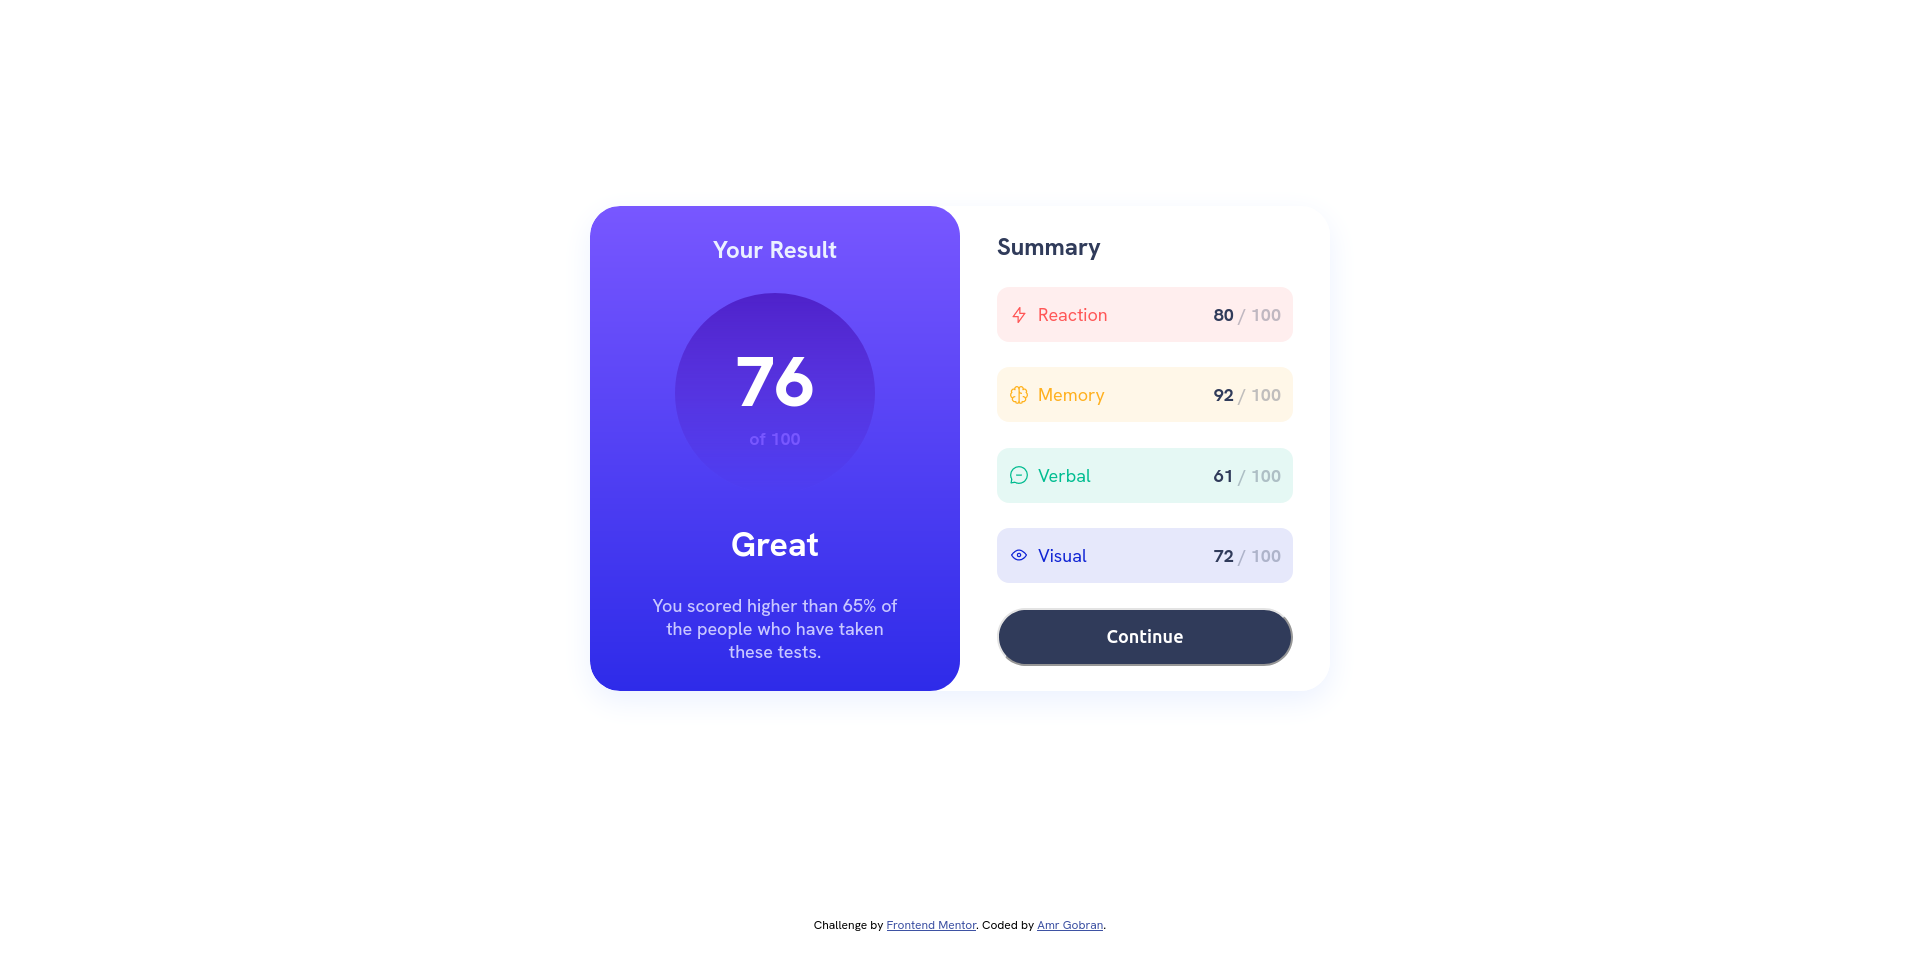 Your Result
76
of 100
Great
You scored higher than 65% of
the people who have taken
these tests.
Summary
Reaction 80 / 100
Memory 92 / 100
Verbal 61 / 100
Visual 72 / 100
Continue
Challenge by Frontend Mentor. Coded by Amr Gobran.